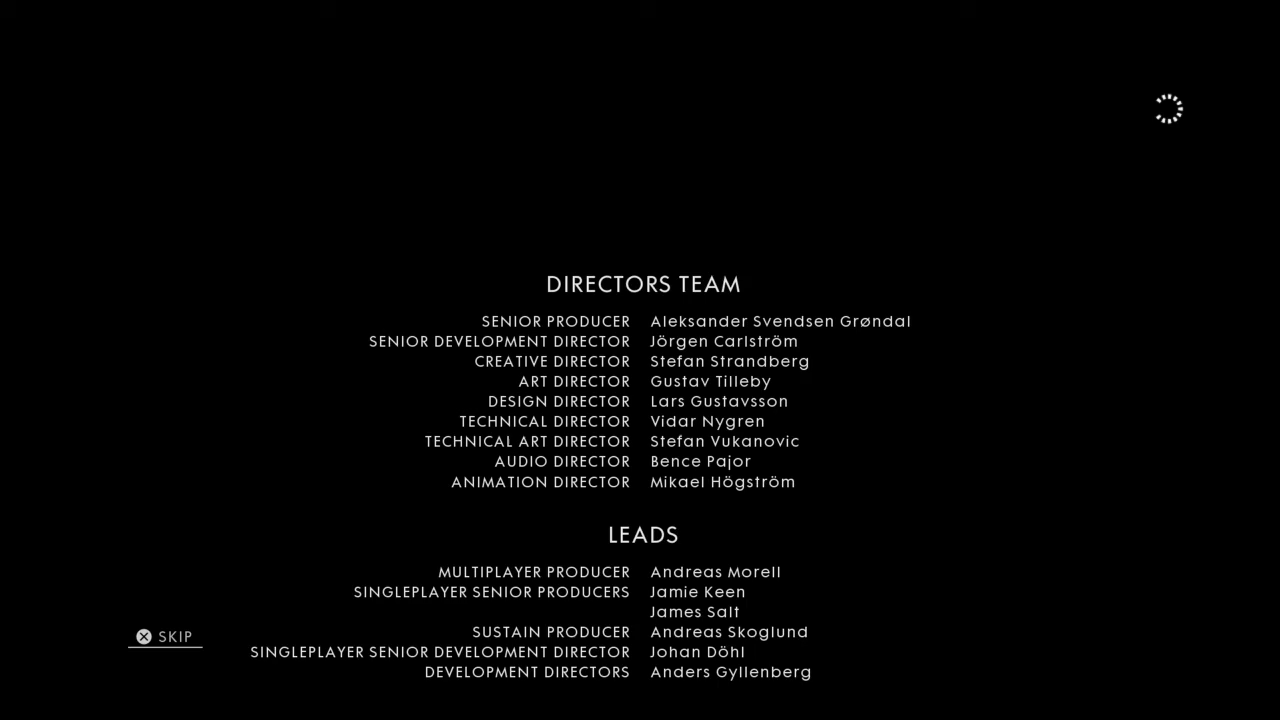 DIRECTORS TEAM
SENIOR PRODUCER Aleksander Svendsen Grøndal
SENIOR DEVELOPMENT DIRECTOR Jörgen Carlström
CREATIVE DIRECTOR Stefan Strandberg
ART DIRECTOR Gustav Tilleby
DESIGN DIRECTOR Lars Gustavsson
TECHNICAL DIRECTOR Vidar Nygren
TECHNICAL ART DIRECTOR Stefan Vukanovic
AUDIO DIRECTOR Bence Pajor
ANIMATION DIRECTOR Mikael Högström
LEADS
MULTIPLAYER PRODUCER Andreas Morell
SINGLEPLAYER SENIOR PRODUCERS Jamie Keen
James Salt
SUSTAIN PRODUCER Andreas Skoglund
SKIP
SINGLEPLAYER SENIOR DEVELOPMENT DIRECTOR Johan Döhl
DEVELOPMENT DIRECTORS Anders Gyllenberg